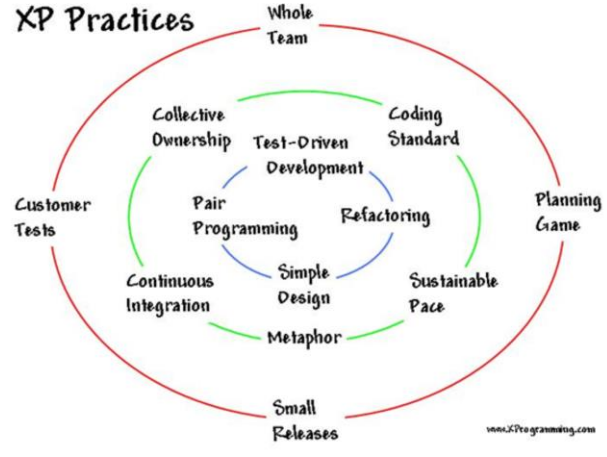 XP Practices
Whole
Team
Collective
Ownership
Coding
Standard
Test-Driven
Development
Customer
Tests
Pair
Programming
Refactoring
Planning
Game
Continuous
Integration
Simple
Design
Sustainable
Pace
Metaphor
Small
Releases
www.XProgramming.com